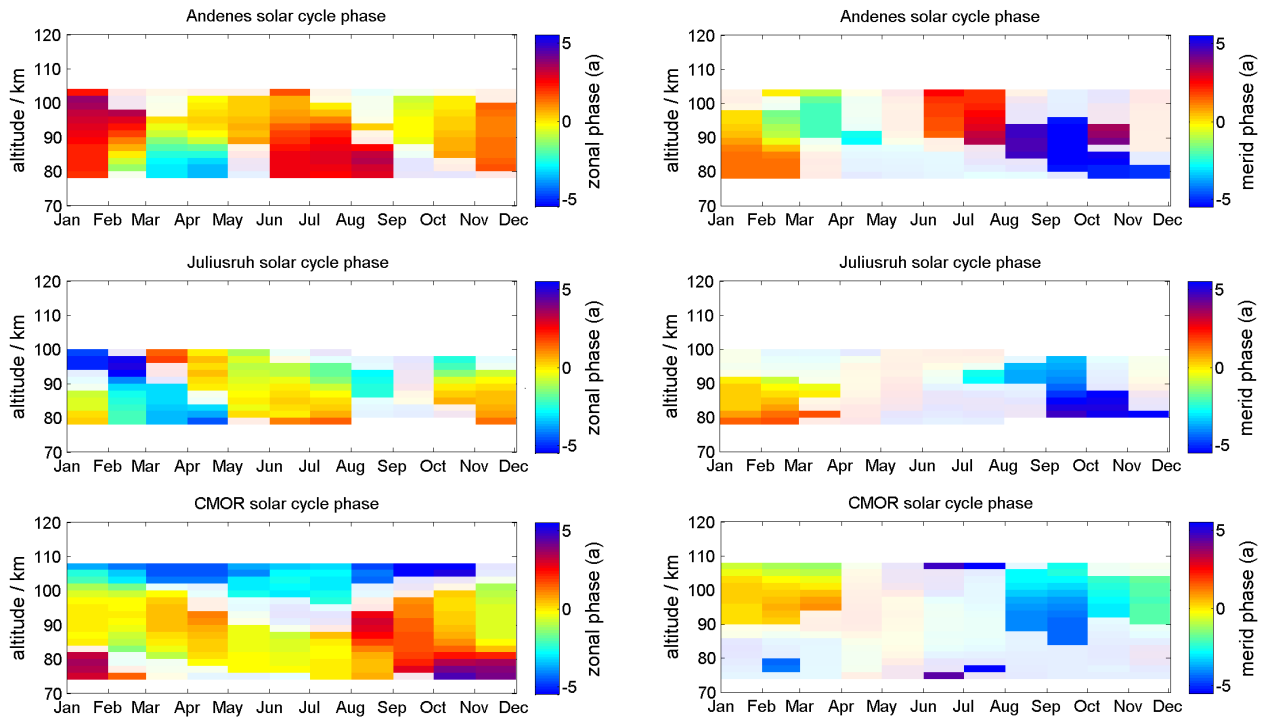 Andenes solar cycle phase
altitude / km
120
110
100
90
80
70
Jan Feb Mar Apr May Jun Jul Aug Sep Oct Nov Dec
5
0
-5
zonal phase (a)
Andenes solar cycle phase
altitude / km
120
110
100
90
80
70
Jan Feb Mar Apr May Jun Jul Aug Sep Oct Nov Dec
5
0
-5
merid phase (a)
Juliusruh solar cycle phase
altitude / km
120
110
100
90
80
70
Jan Feb Mar Apr May Jun Jul Aug Sep Oct Nov Dec
5
0
-5
zonal phase (a)
Juliusruh solar cycle phase
altitude / km
120
110
100
90
80
70
Jan Feb Mar Apr May Jun Jul Aug Sep Oct Nov Dec
5
0
-5
merid phase (a)
CMOR solar cycle phase
altitude / km
120
110
100
90
80
70
Jan Feb Mar Apr May Jun Jul Aug Sep Oct Nov Dec
5
0
-5
zonal phase (a)
CMOR solar cycle phase
altitude / km
120
110
100
90
80
70
Jan Feb Mar Apr May Jun Jul Aug Sep Oct Nov Dec
5
0
-5
merid phase (a)